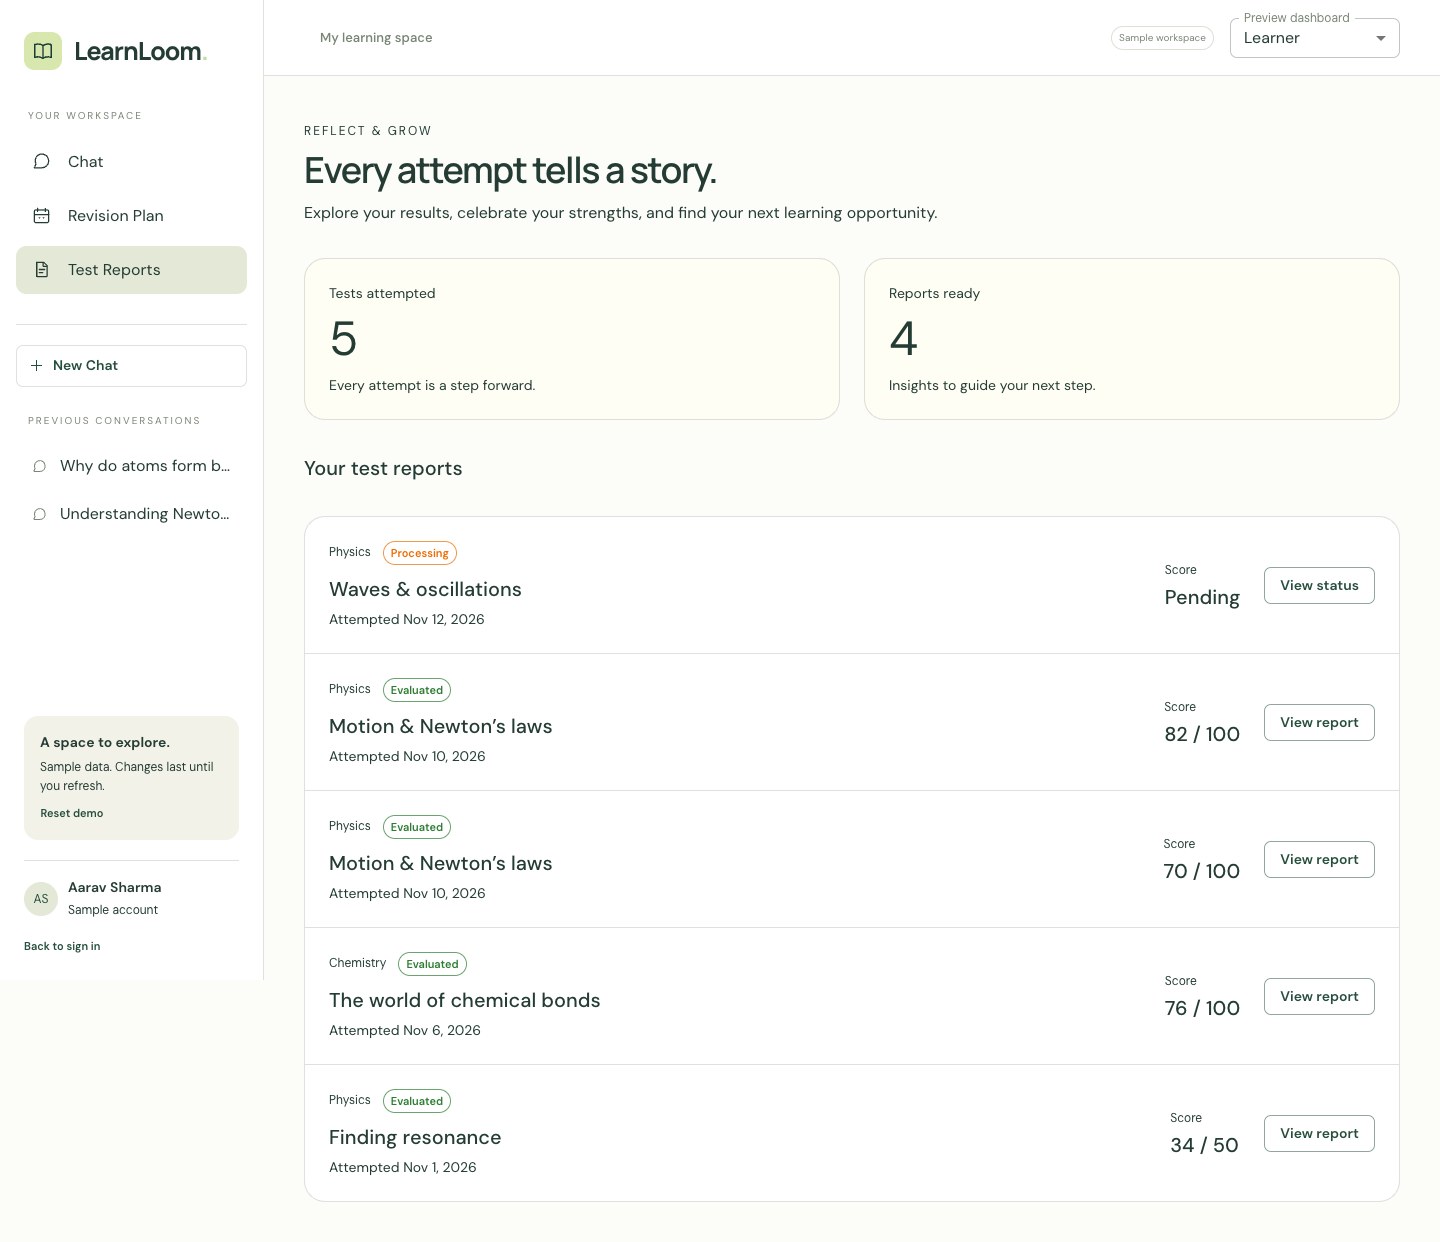 LearnLoom.
YOUR WORKSPACE
Chat
Revision Plan
Test Reports
New Chat
PREVIOUS CONVERSATIONS
Why do atoms form b...
Understanding Newto...
A space to explore.
Sample data. Changes last until
you refresh.
Reset demo
AS
Aarav Sharma
Sample account
Back to sign in
My learning space
Sample workspace
Preview dashboard
Learner
REFLECT & GROW
Every attempt tells a story.
Explore your results, celebrate your strengths, and find your next learning opportunity.
Tests attempted
5
Every attempt is a step forward.
Reports ready
4
Insights to guide your next step.
Your test reports
Physics Processing
Waves & oscillations
Attempted Nov 12, 2026
Score
Pending
View status
Physics Evaluated
Motion & Newton’s laws
Attempted Nov 10, 2026
Score
82 / 100
View report
Physics Evaluated
Motion & Newton’s laws
Attempted Nov 10, 2026
Score
70 / 100
View report
Chemistry Evaluated
The world of chemical bonds
Attempted Nov 6, 2026
Score
76 / 100
View report
Physics Evaluated
Finding resonance
Attempted Nov 1, 2026
Score
34 / 50
View report